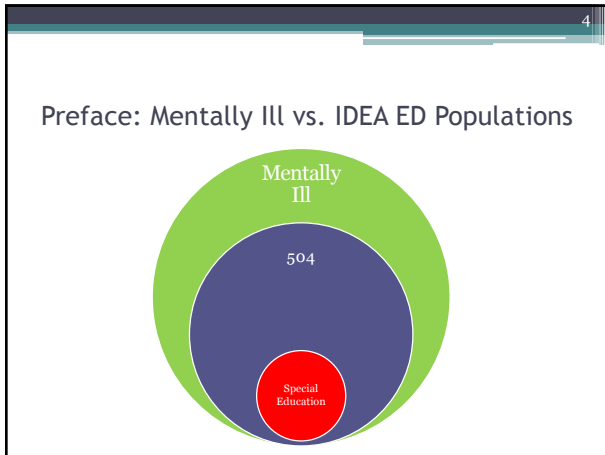 4
Preface: Mentally Ill vs. IDEA ED Populations
Mentally
Ill
504
Special
Education